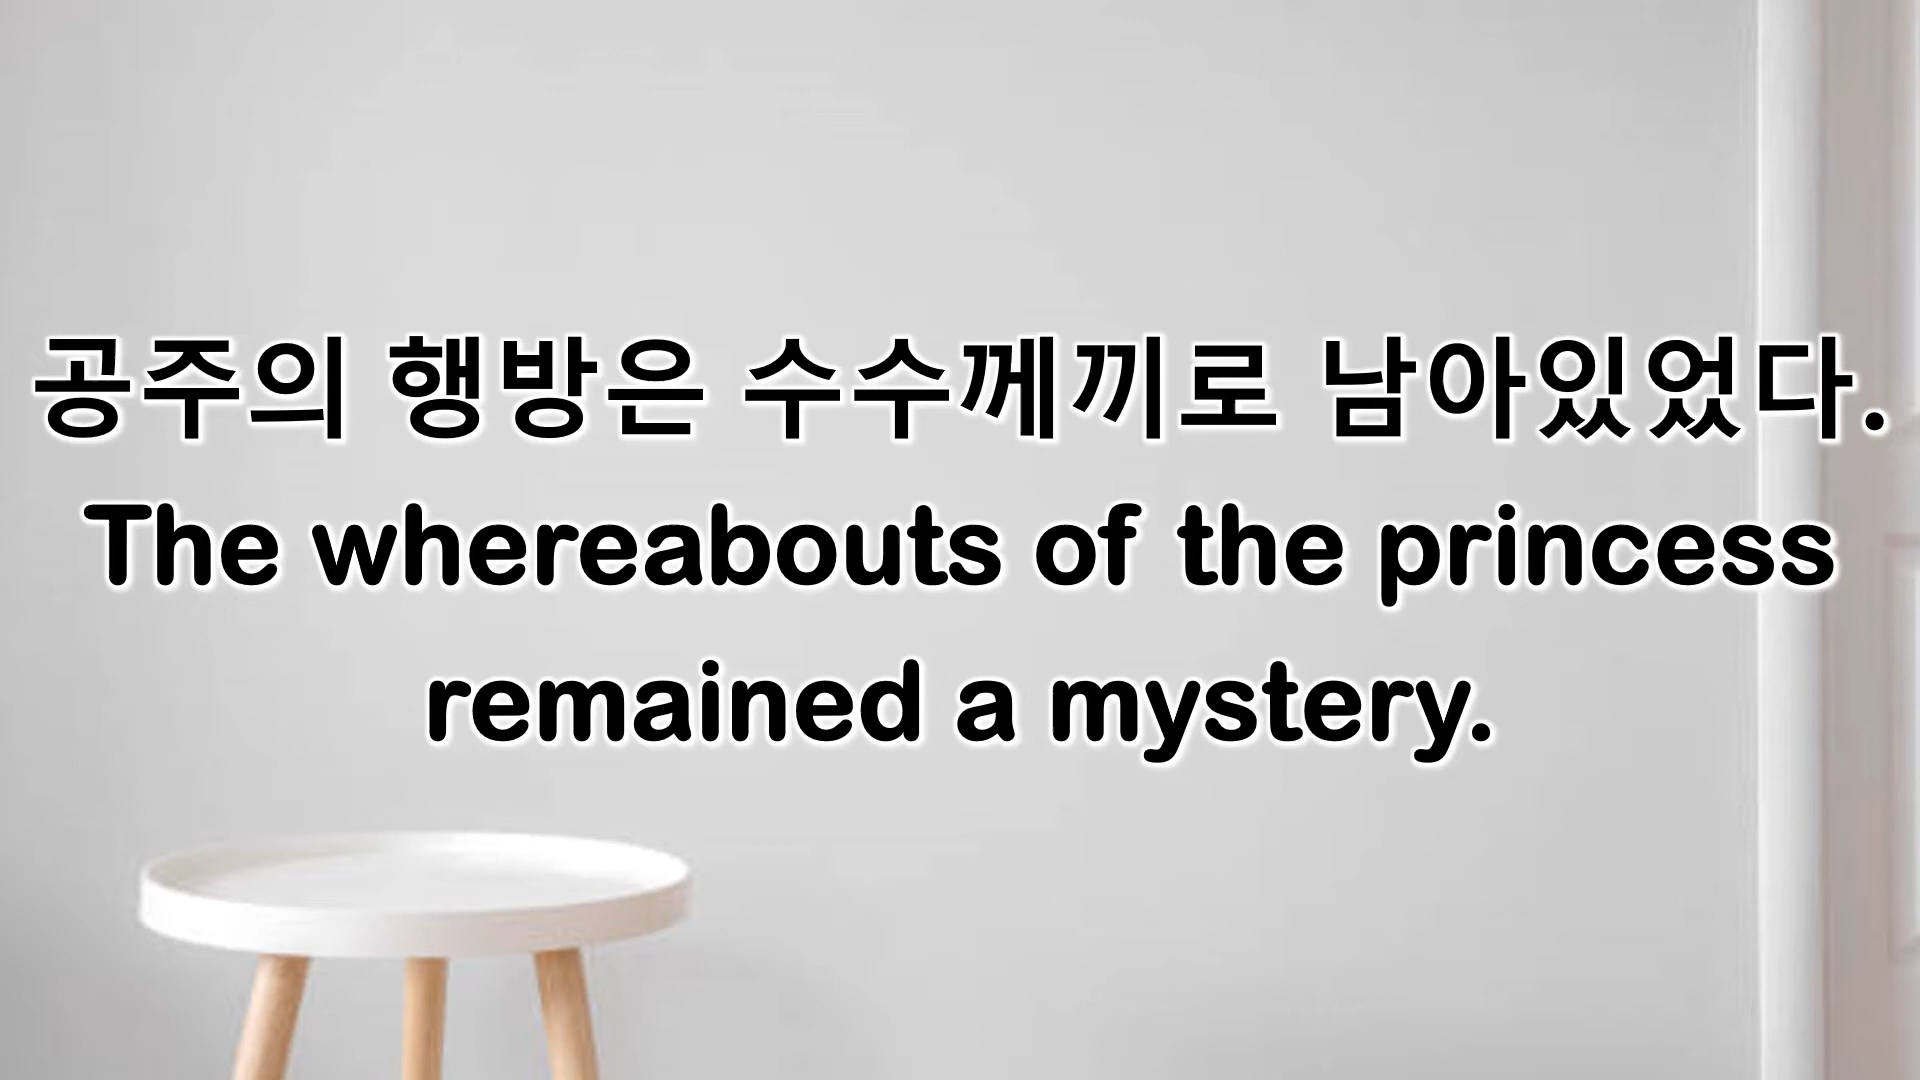 공주의 행방은 수수께끼로 남아있었다.
The whereabouts of the princess
remained a mystery.